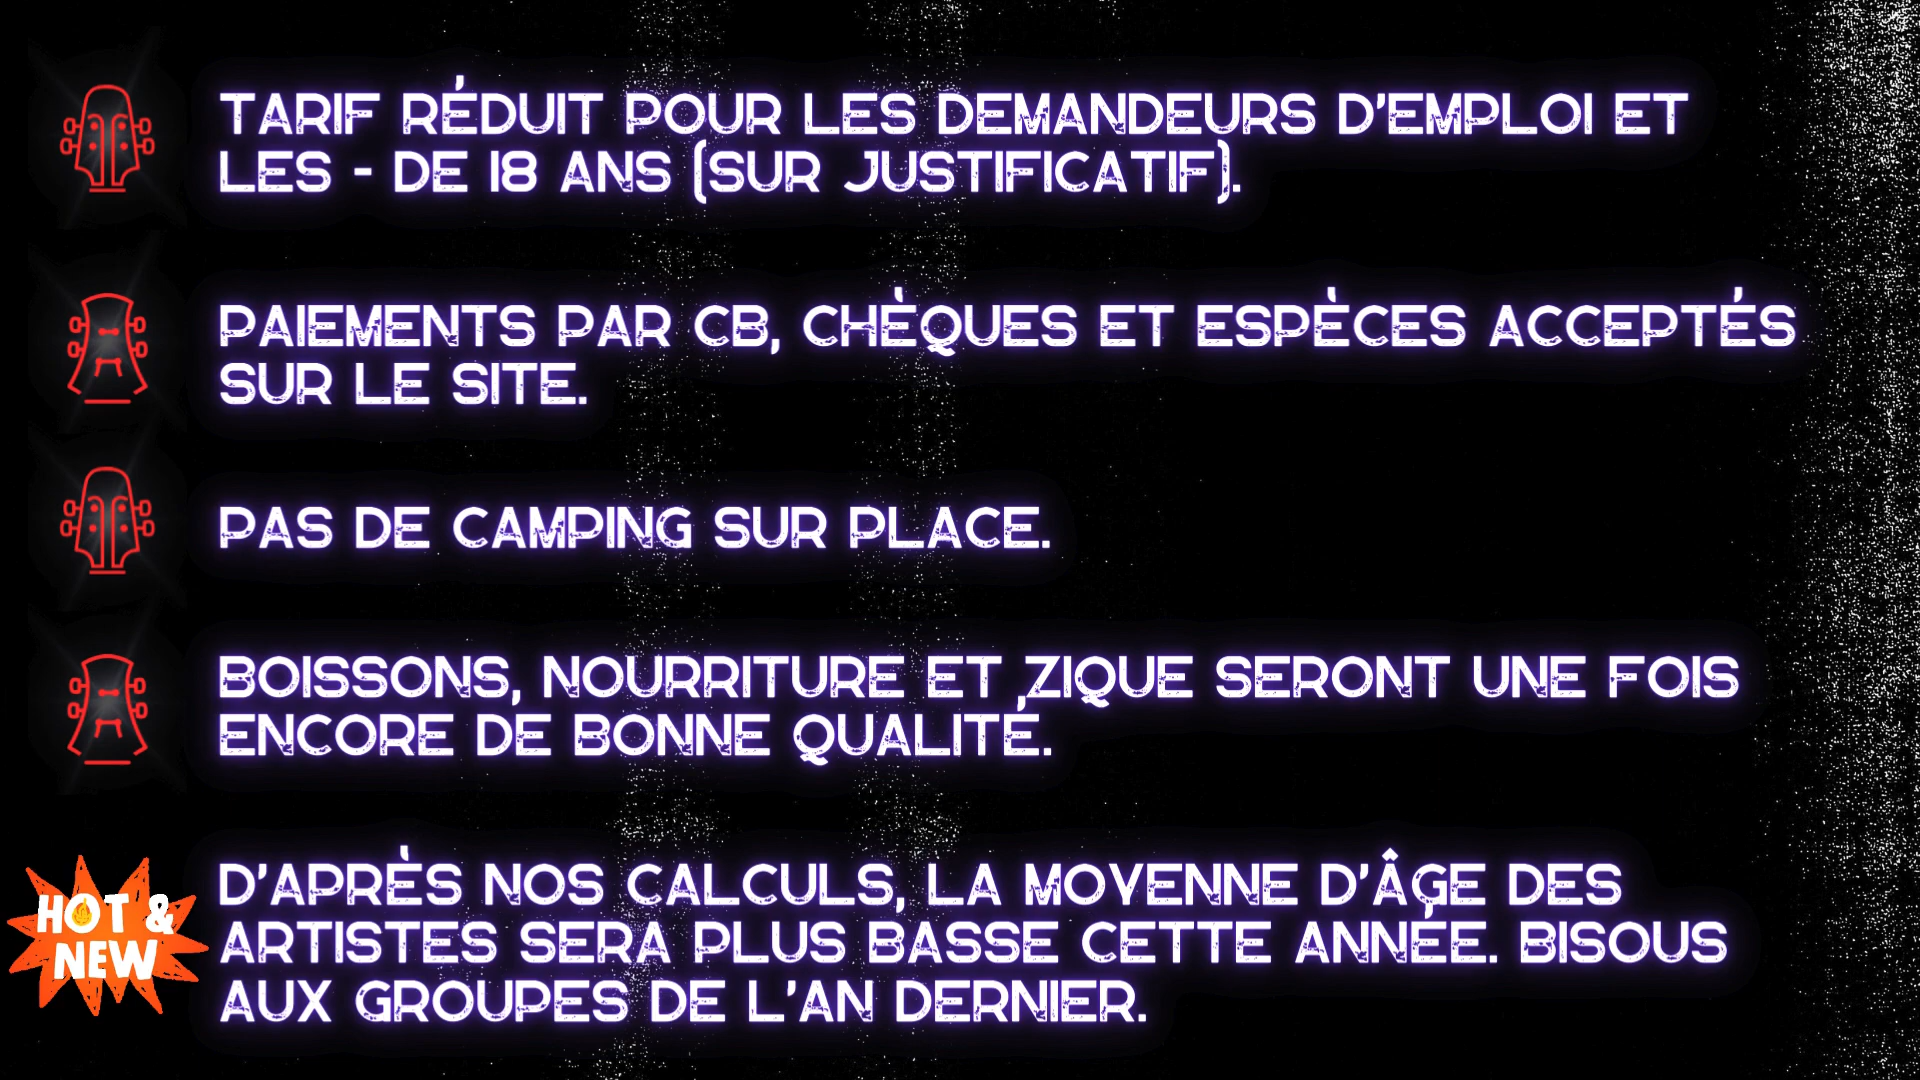 TARIF RÉDUIT POUR LES DEMANDEURS D'EMPLOI ET
LES - DE 18 ANS (SUR JUSTIFICATIF).
PAIEMENTS PAR CB, CHÈQUES ET ESPÈCES ACCEPTÉS
SUR LE SITE.
PAS DE CAMPING SUR PLACE.
BOISSONS, NOURRITURE ET ZIQUE SERONT UNE FOIS
ENCORE DE BONNE QUALITÉ.
HOT &
NEW
D'APRÈS NOS CALCULS, LA MOYENNE D'ÂGE DES
ARTISTES SERA PLUS BASSE CETTE ANNÉE. BISOUS
AUX GROUPES DE L'AN DERNIER.